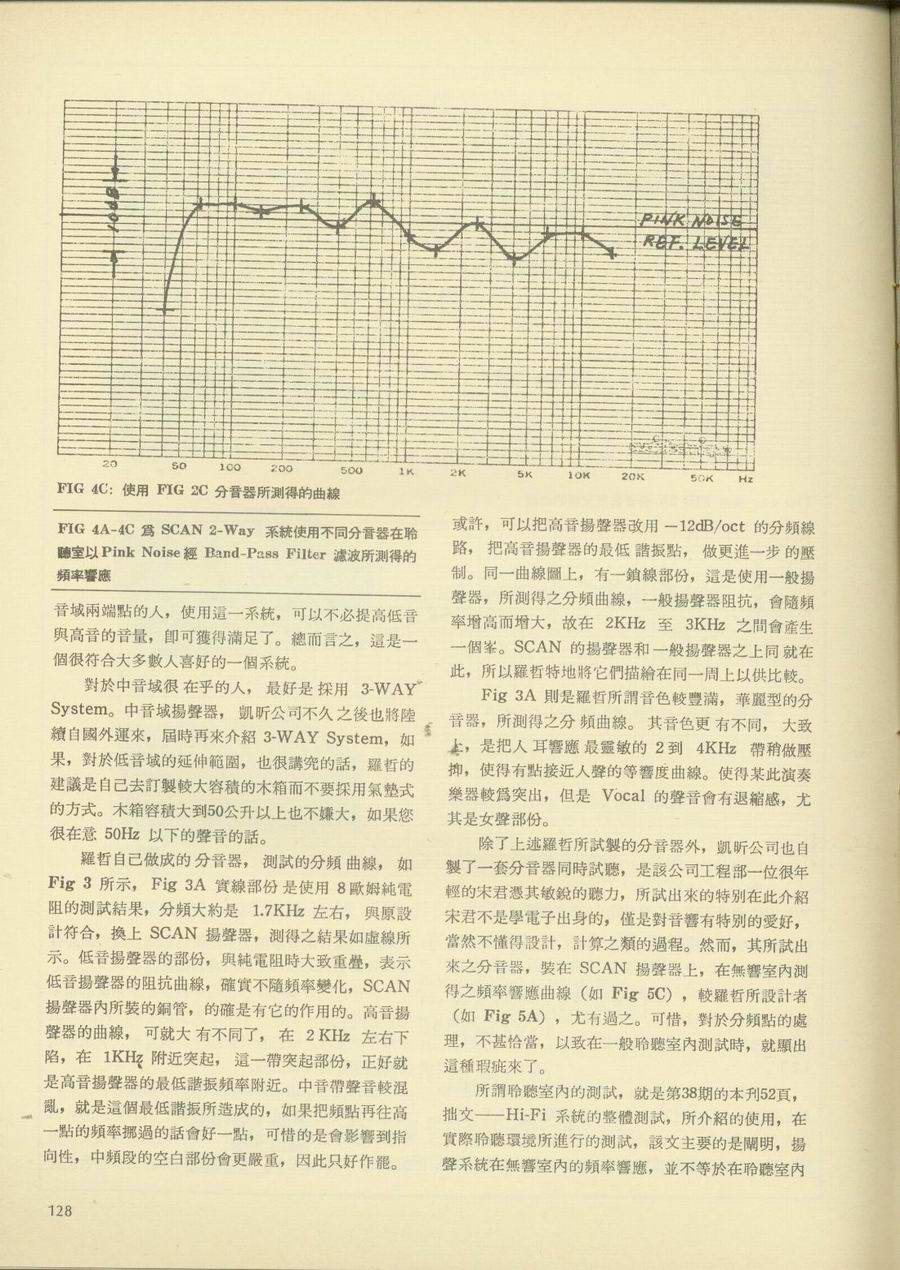 10dB
PINK NOISE
REF. LEVEL
20 50 100 200 500 1K 2K 5K 10K 20K 50K Hz
FIG 4C: 使用 FIG 2C 分音器所測得的曲線
FIG 4A-4C 爲 SCAN 2-Way 系統使用不同分音器在聆
聽室以 Pink Noise 經 Band-Pass Filter 濾波所測得的
頻率響應
音域兩端點的人，使用這一系統，可以不必提高低音
與高音的音量，卽可獲得滿足了。總而言之，這是一
個很符合大多數人喜好的一個系統。
對於中音域很在乎的人，最好是採用 3-WAY
System。中音域揚聲器，凱昕公司不久之後也將陸
續自國外運來，屆時再來介紹 3-WAY System，如
果，對於低音域的延伸範圍，也很講究的話，羅哲的
建議是自己去訂製較大容積的木箱而不要採用氣墊式
的方式。木箱容積大到50公升以上也不嫌大，如果您
很在意 50Hz 以下的聲音的話。
羅哲自己做成的分音器，測試的分頻曲線，如
Fig 3 所示，Fig 3A 實線部份是使用 8 歐姆純電
阻的測試結果，分頻大約是 1.7KHz 左右，與原設
計符合，換上 SCAN 揚聲器，測得之結果如虛線所
示。低音揚聲器的部份，與純電阻時大致重疊，表示
低音揚聲器的阻抗曲線，確實不隨頻率變化，SCAN
揚聲器內所裝的銅管，的確是有它的作用的。高音揚
聲器的曲線，可就大有不同了，在 2 KHz 左右下
陷，在 1KHz 附近突起，這一帶突起部份，正好就
是高音揚聲器的最低諧振頻率附近。中音帶聲音較混
亂，就是這個最低諧振所造成的，如果把頻點再往高
一點的頻率挪過的話會好一點，可惜的是會影響到指
向性，中頻段的空白部份會更嚴重，因此只好作罷。
或許，可以把高音揚聲器改用 －12dB/oct 的分頻線
路，把高音揚聲器的最低諧振點，做更進一步的壓
制。同一曲線圖上，有一鎖線部份，這是使用一般揚
聲器，所測得之分頻曲線，一般揚聲器阻抗，會隨頻
率增高而增大，故在 2KHz 至 3KHz 之間會產生
一個峯。SCAN 的揚聲器和一般揚聲器之上同就在
此，所以羅哲特地將它們描繪在同一周上以供比較。
Fig 3A 則是羅哲所謂音色較豐滿，華麗型的分
音器，所測得之分頻曲線。其音色更有不同，大致
上，是把人耳響應最靈敏的 2 到 4KHz 帶稍做壓
抑，使得有點接近人聲的等響度曲線。使得某此演奏
樂器較爲突出，但是 Vocal 的聲音會有退縮感，尤
其是女聲部份。
除了上述羅哲所試製的分音器外，凱昕公司也自
製了一套分音器同時試聽，是該公司工程部一位很年
輕的宋君憑其敏銳的聽力，所試出來的特別在此介紹
宋君不是學電子出身的，僅是對音響有特別的愛好，
當然不懂得設計，計算之類的過程。然而，其所試出
來之分音器，裝在 SCAN 揚聲器上，在無響室內測
得之頻率響應曲線（如 Fig 5C），較羅哲所設計者
（如 Fig 5A），尤有過之。可惜，對於分頻點的處
理，不甚恰當，以致在一般聆聽室內測試時，就顯出
這種瑕疵來了。
所謂聆聽室內的測試，就是第38期的本刋52頁，
拙文——Hi-Fi 系統的整體測試，所介紹的使用，在
實際聆聽環境所進行的測試，該文主要的是闡明，揚
聲系統在無響室內的頻率響應，並不等於在聆聽室內
128